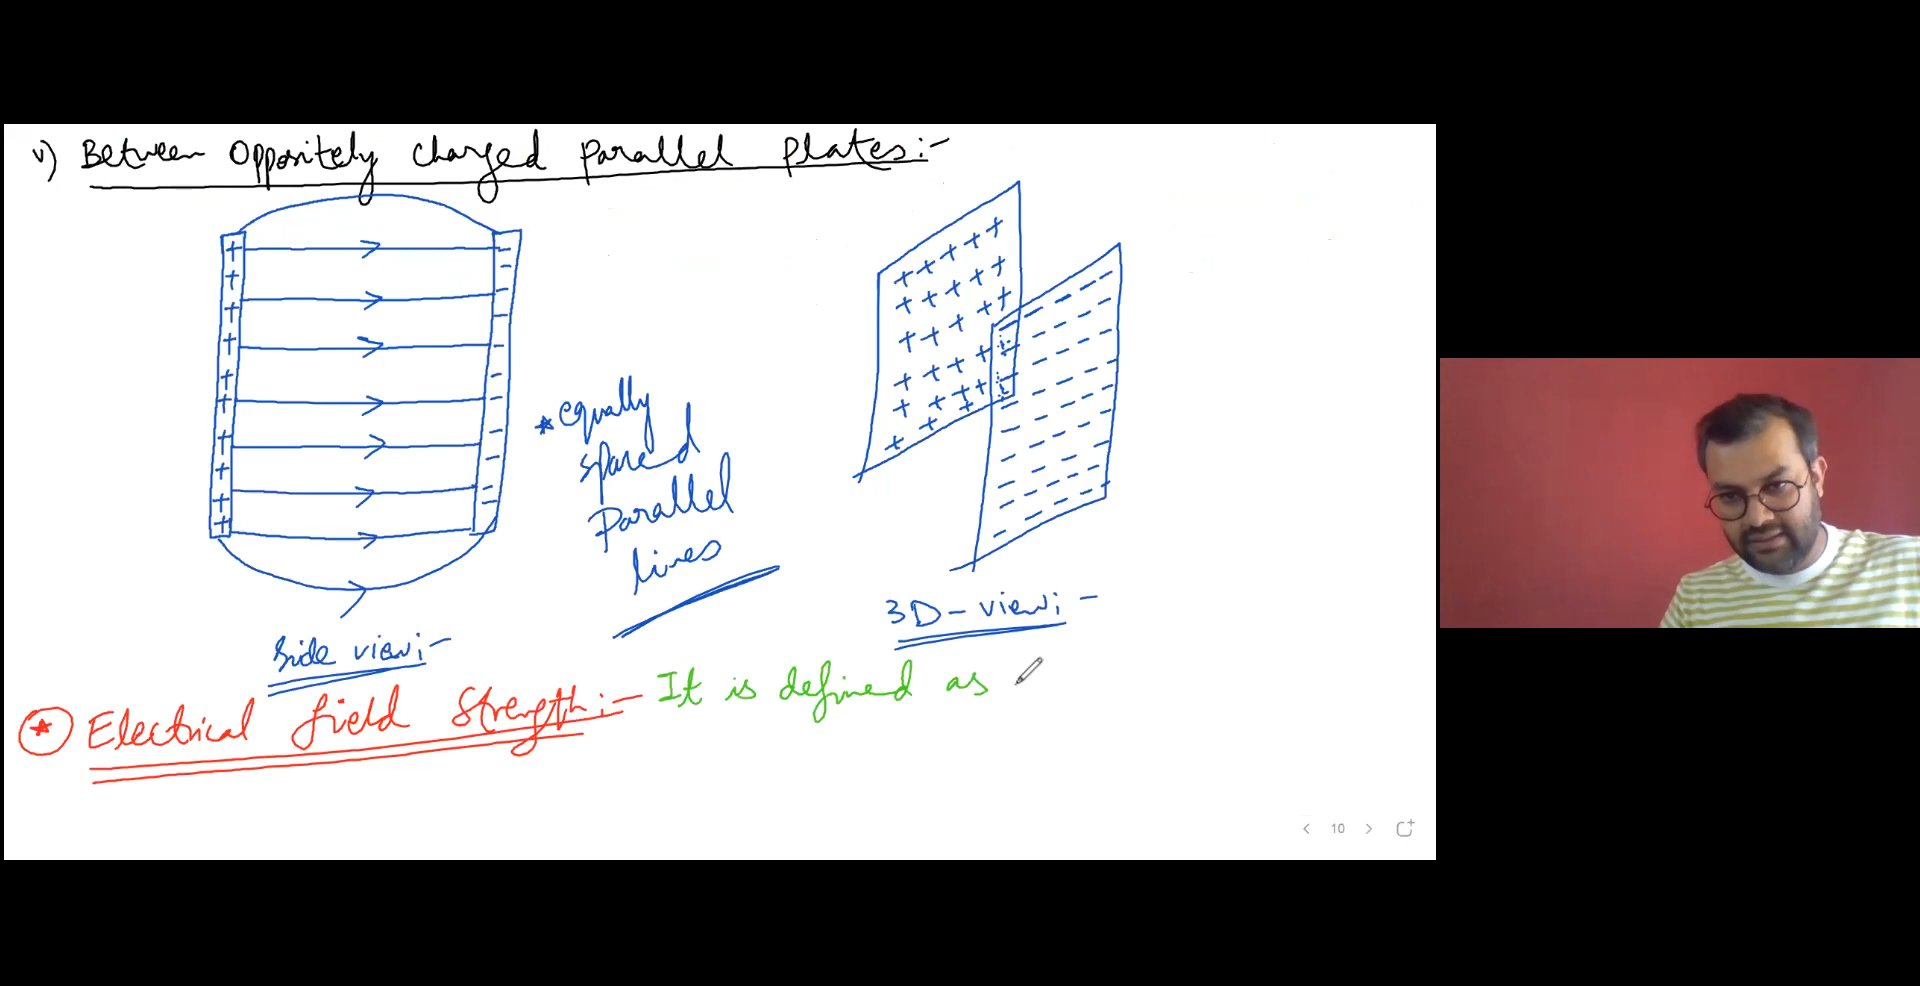 v) Between Oppositely charged parallel plates:-
* equally
spaced
parallel
lines
Side view:-
3D-view:-
* Electrical field Strength:- It is defined as
< 10 >